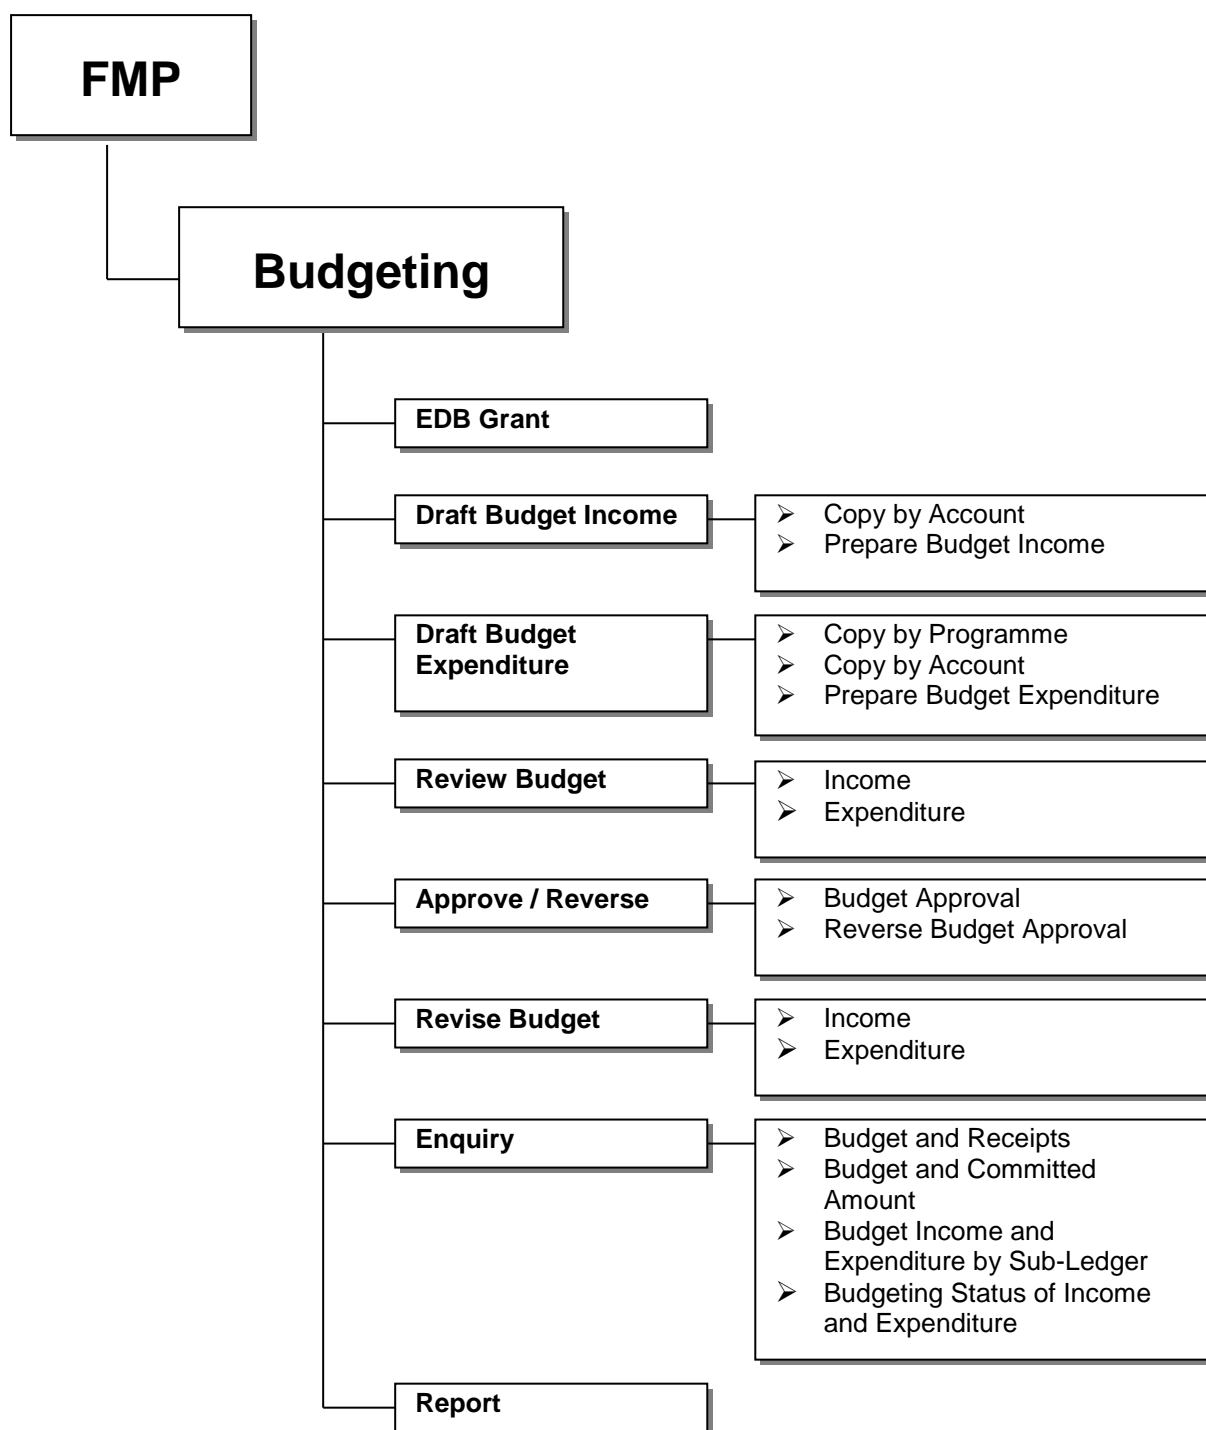 FMP
Budgeting
EDB Grant
Draft Budget Income
➢ Copy by Account
➢ Prepare Budget Income
Draft Budget
Expenditure
➢ Copy by Programme
➢ Copy by Account
➢ Prepare Budget Expenditure
Review Budget
➢ Income
➢ Expenditure
Approve / Reverse
➢ Budget Approval
➢ Reverse Budget Approval
Revise Budget
➢ Income
➢ Expenditure
Enquiry
➢ Budget and Receipts
➢ Budget and Committed
Amount
➢ Budget Income and
Expenditure by Sub-Ledger
➢ Budgeting Status of Income
and Expenditure
Report